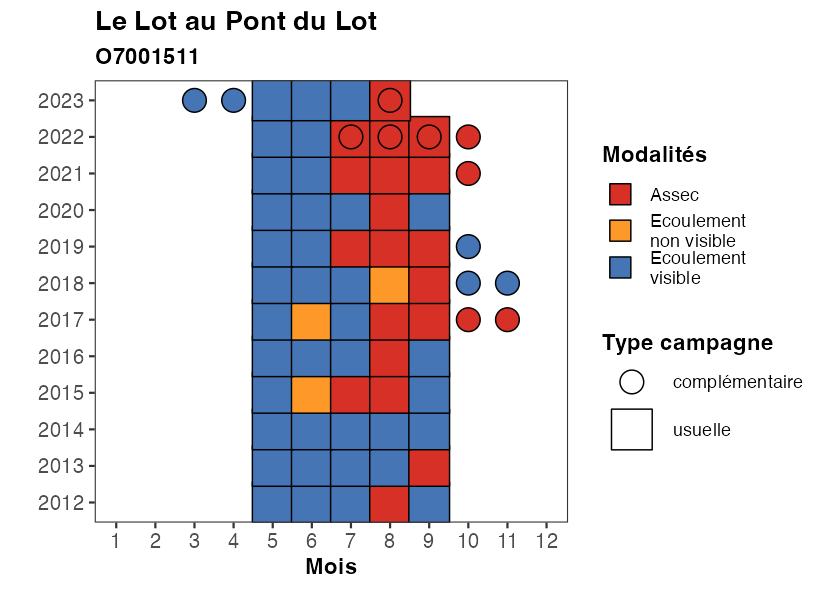 Le Lot au Pont du Lot
O7001511
2023
2022
2021
2020
2019
2018
2017
2016
2015
2014
2013
2012
1 2 3 4 5 6 7 8 9 10 11 12
Mois
Modalités
Assec
Ecoulement
non visible
Ecoulement
visible
Type campagne
complémentaire
usuelle